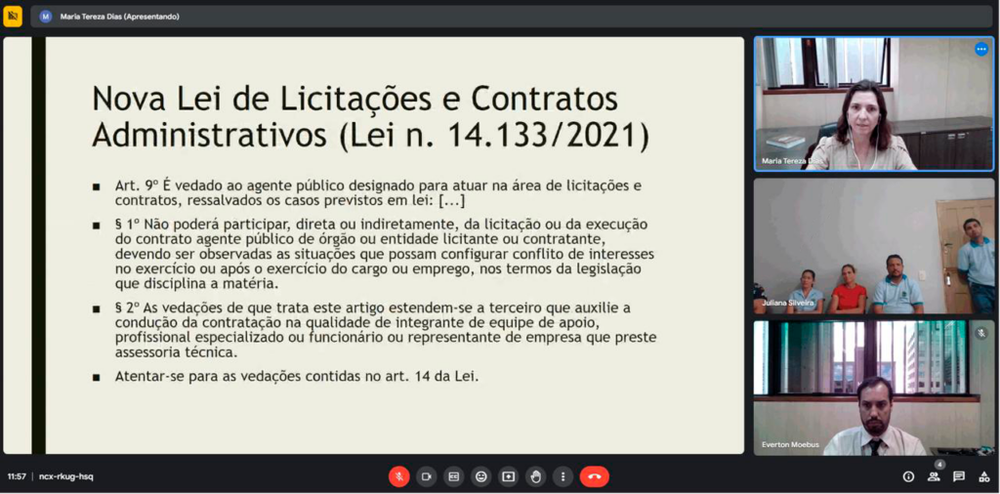 M Maria Tereza Dias (Apresentando)
Nova Lei de Licitações e Contratos
Administrativos (Lei n. 14.133/2021)
■ Art. 9º É vedado ao agente público designado para atuar na área de licitações e
contratos, ressalvados os casos previstos em lei: [...]
■ § 1º Não poderá participar, direta ou indiretamente, da licitação ou da execução
do contrato agente público de órgão ou entidade licitante ou contratante,
devendo ser observadas as situações que possam configurar conflito de interesses
no exercício ou após o exercício do cargo ou emprego, nos termos da legislação
que disciplina a matéria.
■ § 2º As vedações de que trata este artigo estendem-se a terceiro que auxilie a
condução da contratação na qualidade de integrante de equipe de apoio,
profissional especializado ou funcionário ou representante de empresa que preste
assessoria técnica.
■ Atentar-se para as vedações contidas no art. 14 da Lei.
Maria Tereza Dias
Juliana Silveira
Everton Moebus
11:57 | ncx-rkug-hsq
4